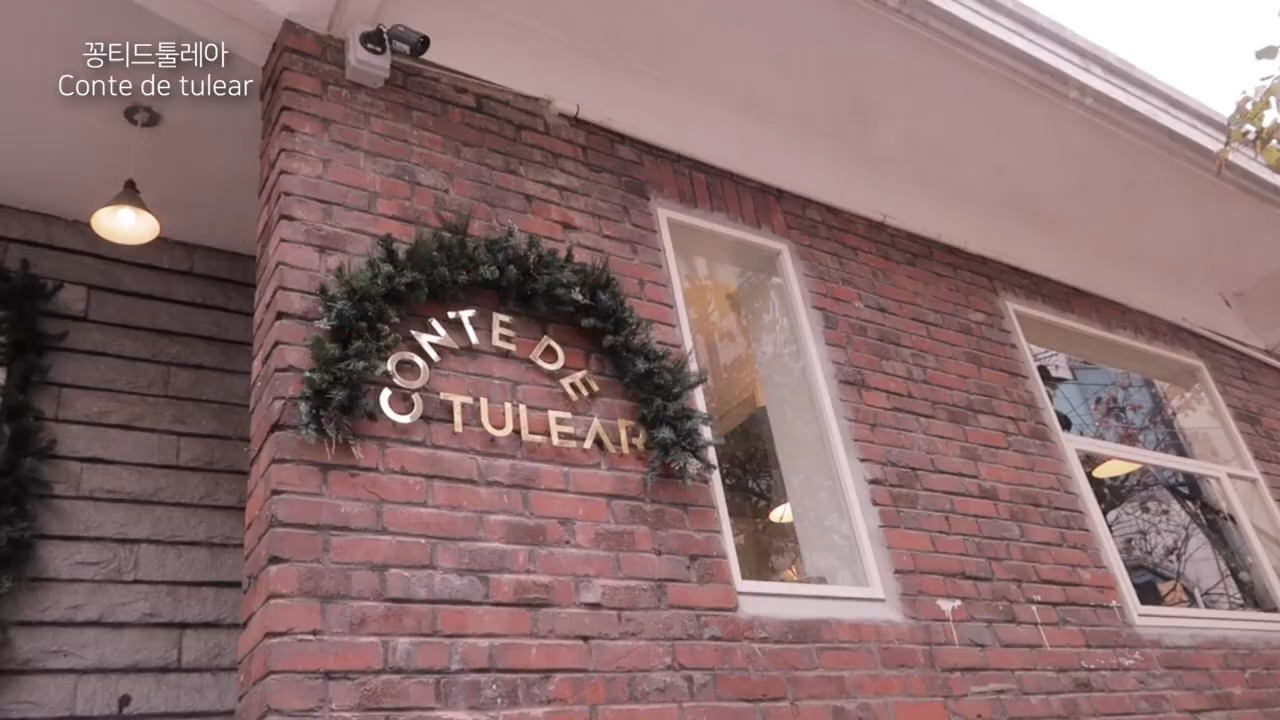 꽁티드툴레아
Conte de tulear
CONTE DE
TULEAR